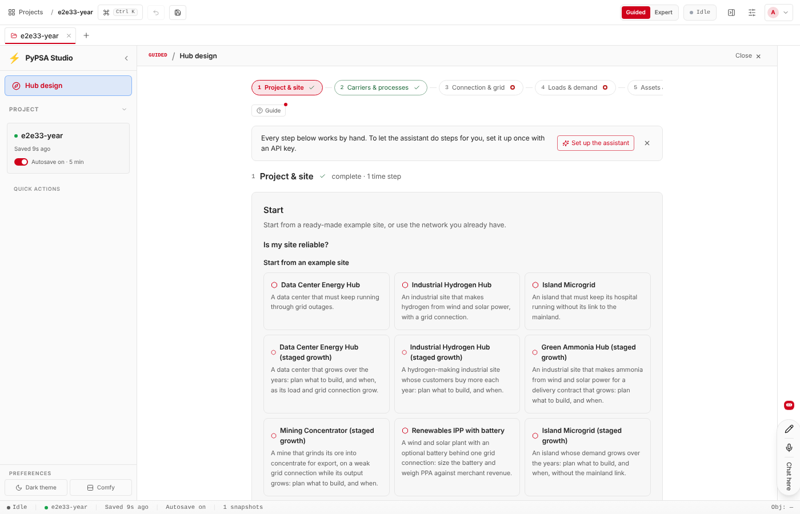 Projects / e2e33-year Ctrl K Guided Expert Idle A
e2e33-year
PyPSA Studio
GUIDED / Hub design Close
Hub design
PROJECT
e2e33-year
Saved 9s ago
Autosave on · 5 min
QUICK ACTIONS
1 Project & site 2 Carriers & processes 3 Connection & grid 4 Loads & demand 5 Assets
Guide
Every step below works by hand. To let the assistant do steps for you, set it up once with
an API key.
Set up the assistant
1 Project & site complete · 1 time step
Start
Start from a ready-made example site, or use the network you already have.
Is my site reliable?
Start from an example site
Data Center Energy Hub
A data center that must keep running
through grid outages.
Industrial Hydrogen Hub
An industrial site that makes
hydrogen from wind and solar power,
with a grid connection.
Island Microgrid
An island that must keep its hospital
running without its link to the
mainland.
Data Center Energy Hub
(staged growth)
A data center that grows over the
years: plan what to build, and when,
as its load and grid connection grow.
Industrial Hydrogen Hub
(staged growth)
A hydrogen-making industrial site
whose customers buy more each
year: plan what to build, and when.
Green Ammonia Hub (staged
growth)
An industrial site that makes ammonia
from wind and solar power for a
delivery contract that grows: plan
what to build, and when.
Mining Concentrator (staged
growth)
A mine that grinds its ore into
concentrate for export, on a weak
grid connection while its output
grows: plan what to build, and when.
Renewables IPP with battery
A wind and solar plant with an
optional battery behind one grid
connection: size the battery and
weigh PPA against merchant revenue.
Island Microgrid (staged
growth)
An island whose demand grows over
the years: plan what to build, and
when, without the mainland link.
Chat here
PREFERENCES
Dark theme Comfy
Idle e2e33-year Saved 9s ago Autosave on 1 snapshots Obj: —